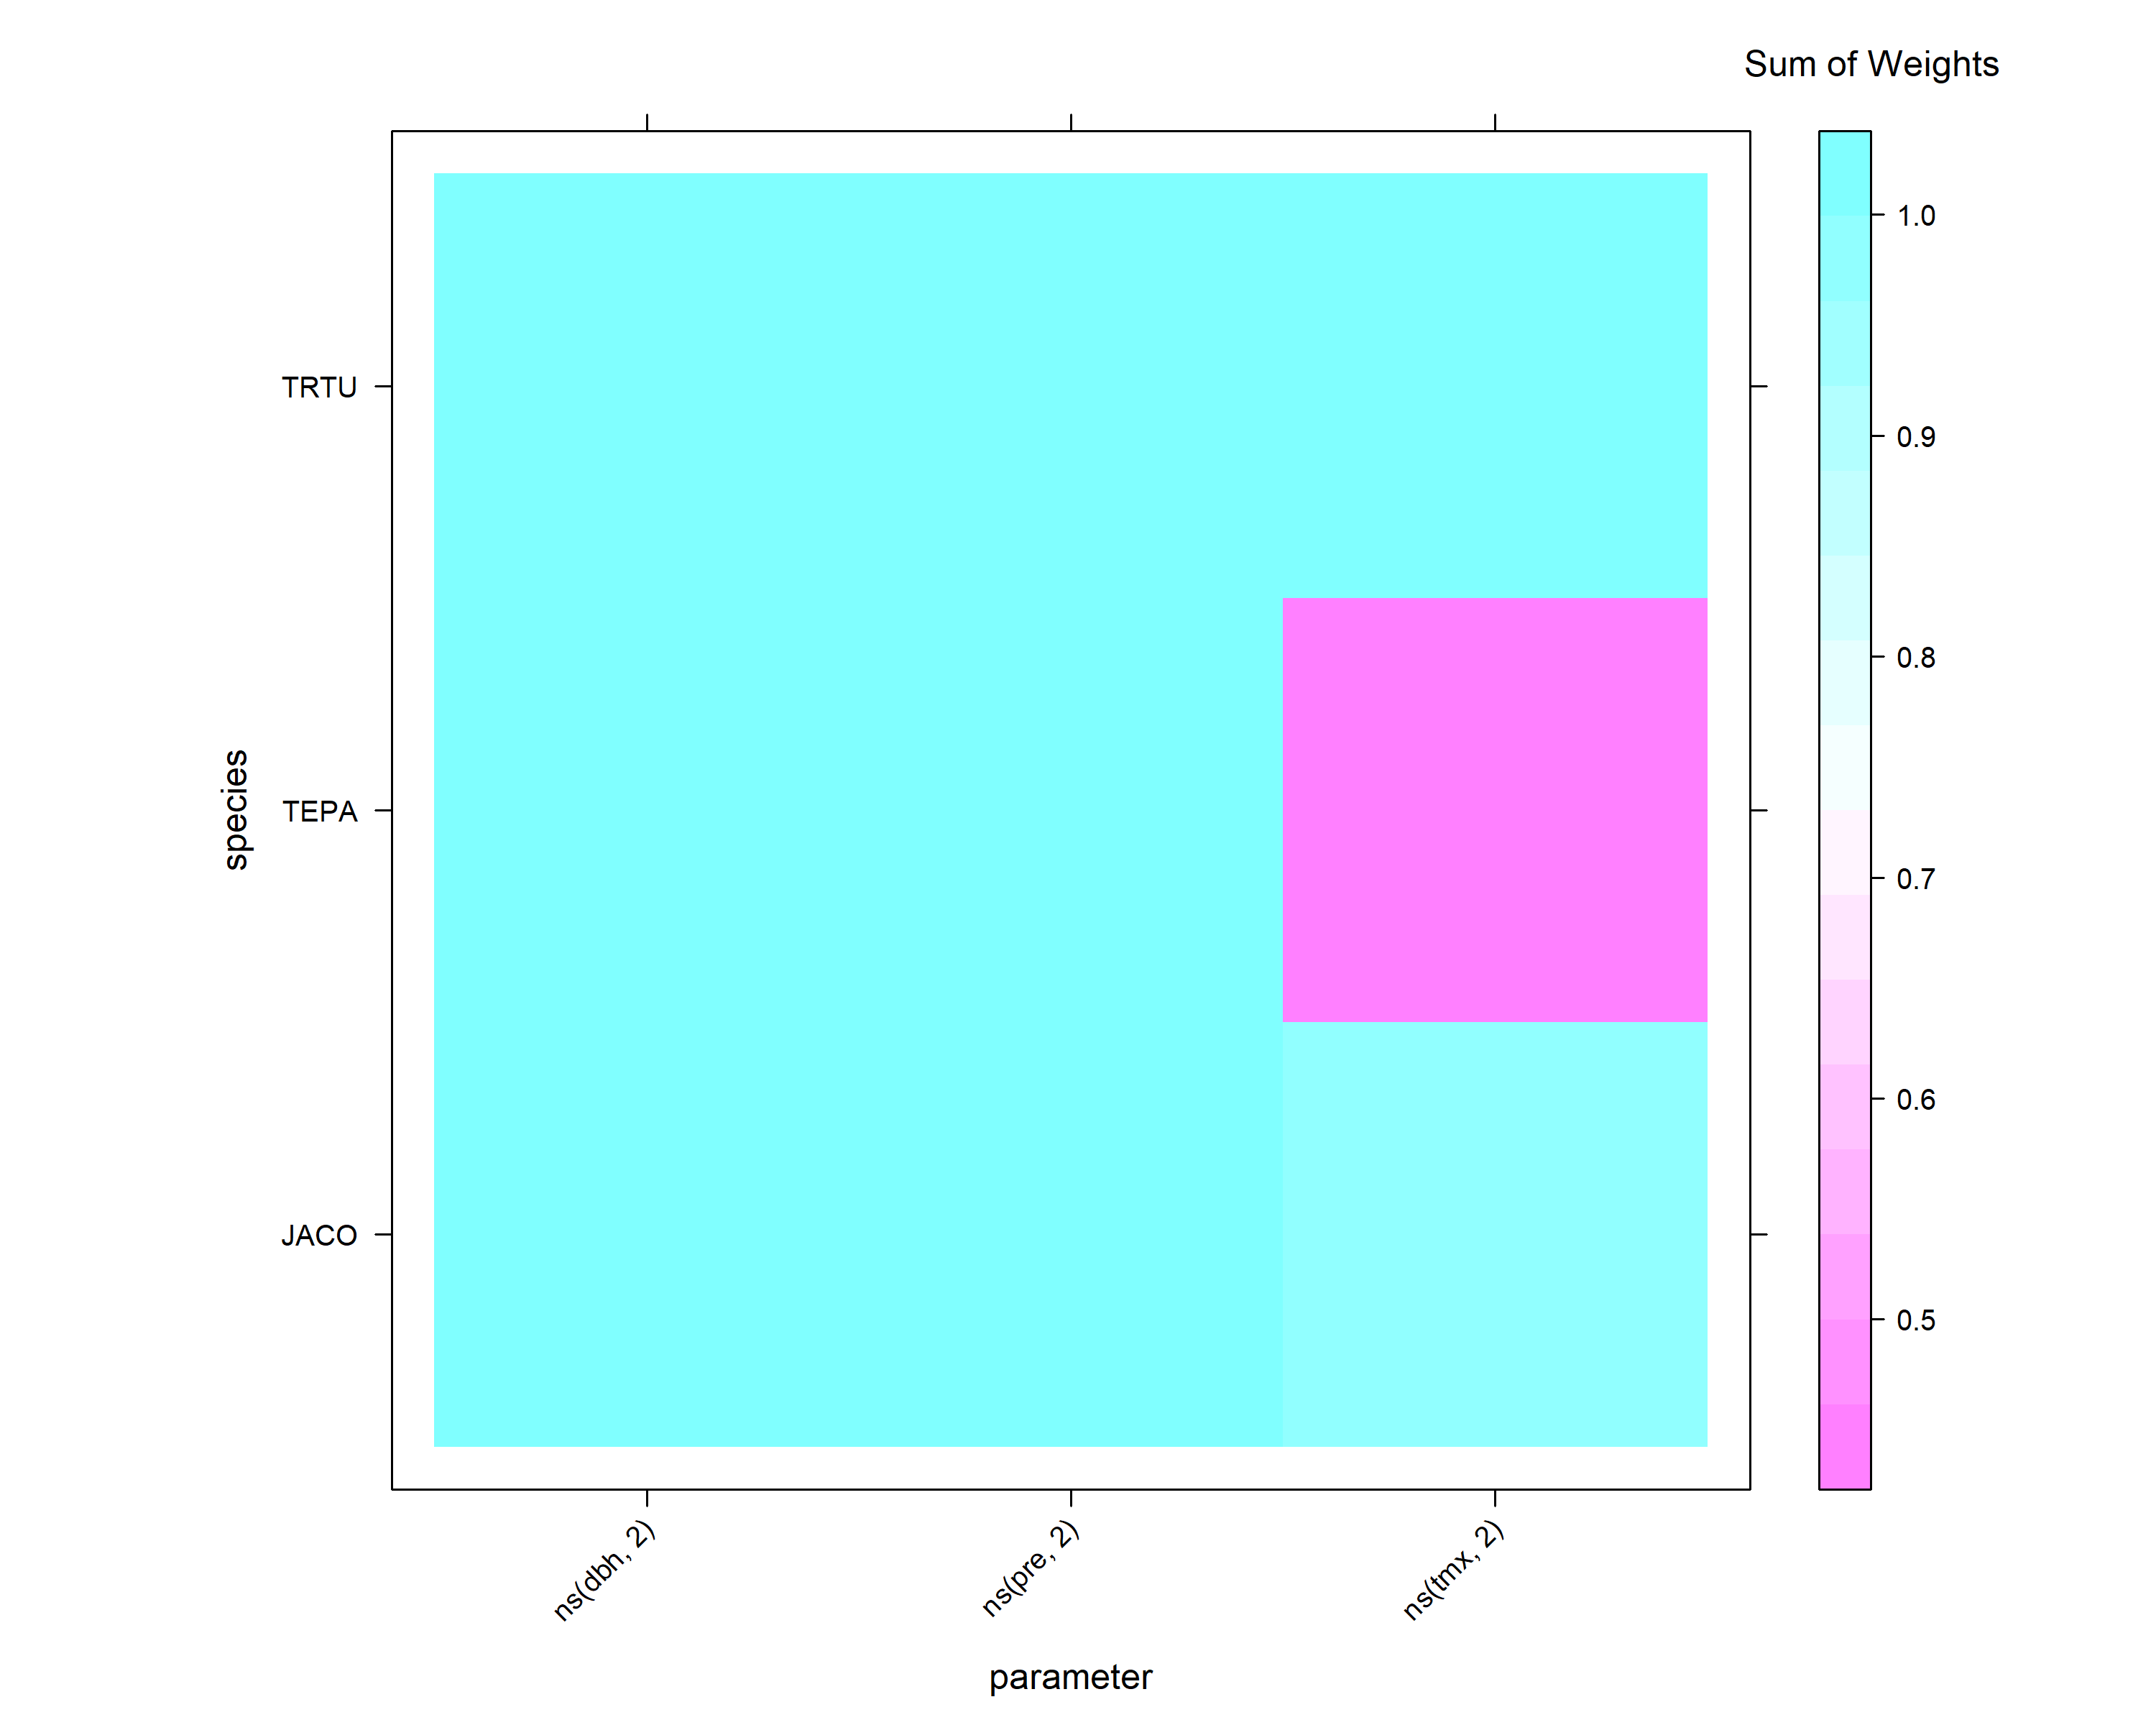 Sum of Weights
1.0
0.9
0.8
0.7
0.6
0.5
species
TRTU
TEPA
JACO
ns(dbh, 2)
ns(pre, 2)
ns(tmx, 2)
parameter